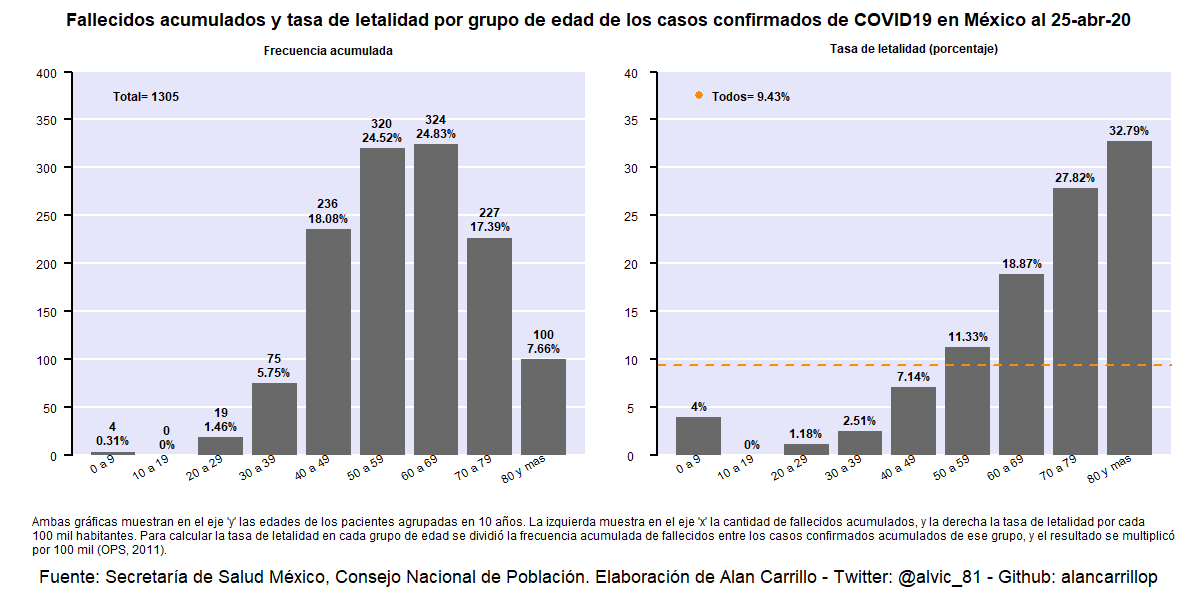 Fallecidos acumulados y tasa de letalidad por grupo de edad de los casos confirmados de COVID19 en México al 25-abr-20
Frecuencia acumulada
400
350
300
250
200
150
100
50
0
Total= 1305
4
0.31%
0
0%
19
1.46%
75
5.75%
236
18.08%
320
24.52%
324
24.83%
227
17.39%
100
7.66%
0 a 9
10 a 19
20 a 29
30 a 39
40 a 49
50 a 59
60 a 69
70 a 79
80 y mas
Tasa de letalidad (porcentaje)
40
35
30
25
20
15
10
5
0
Todos= 9.43%
4%
0%
1.18%
2.51%
7.14%
11.33%
18.87%
27.82%
32.79%
0 a 9
10 a 19
20 a 29
30 a 39
40 a 49
50 a 59
60 a 69
70 a 79
80 y mas
Ambas gráficas muestran en el eje 'y' las edades de los pacientes agrupadas en 10 años. La izquierda muestra en el eje 'x' la cantidad de fallecidos acumulados, y la derecha la tasa de letalidad por cada
100 mil habitantes. Para calcular la tasa de letalidad en cada grupo de edad se dividió la frecuencia acumulada de fallecidos entre los casos confirmados acumulados de ese grupo, y el resultado se multiplicó
por 100 mil (OPS, 2011).
Fuente: Secretaría de Salud México, Consejo Nacional de Población. Elaboración de Alan Carrillo - Twitter: @alvic_81 - Github: alancarrillop